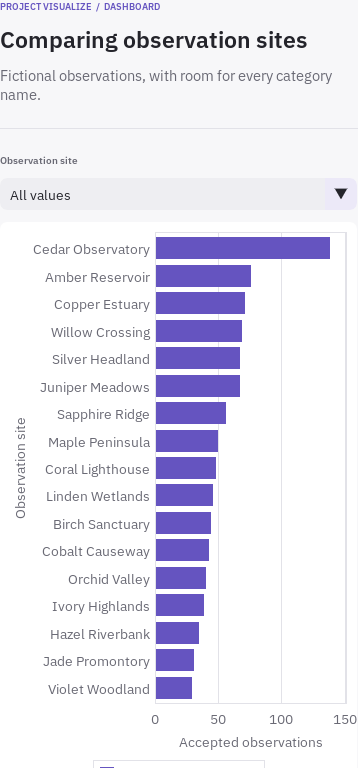 PROJECT VISUALIZE / DASHBOARD
Comparing observation sites
Fictional observations, with room for every category
name.
Observation site
All values
Cedar Observatory
Amber Reservoir
Copper Estuary
Willow Crossing
Silver Headland
Juniper Meadows
Sapphire Ridge
Maple Peninsula
Coral Lighthouse
Linden Wetlands
Birch Sanctuary
Cobalt Causeway
Orchid Valley
Ivory Highlands
Hazel Riverbank
Jade Promontory
Violet Woodland
Observation site
0 50 100 150
Accepted observations